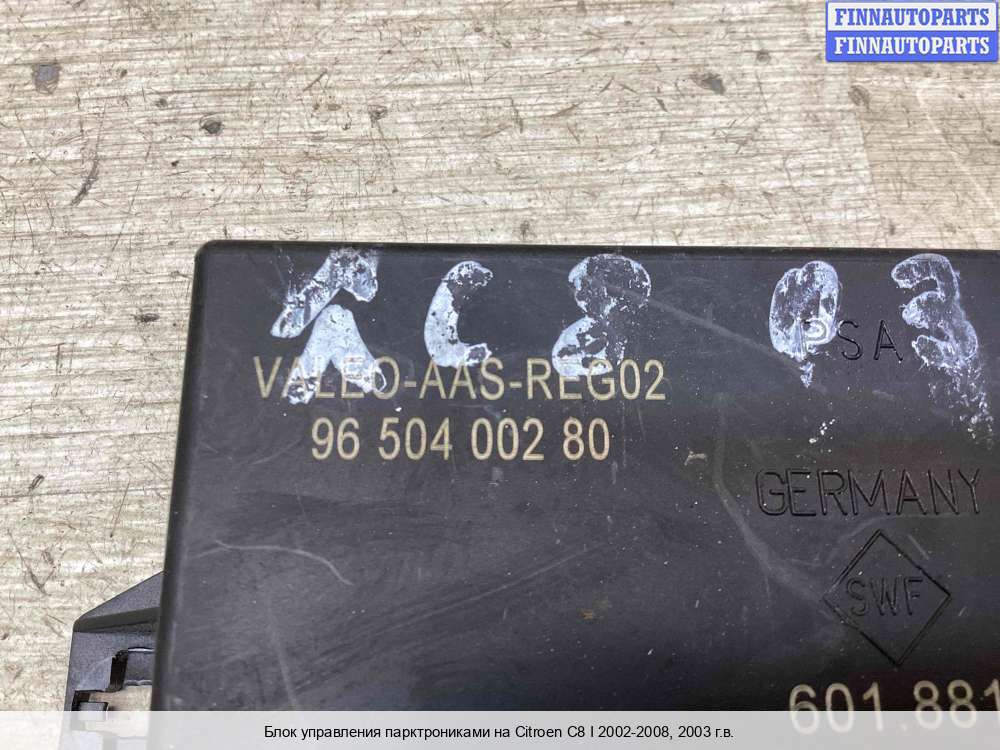 FINNAUTOPARTS
FINNAUTOPARTS
C8 03
PSA
VALEO-AAS-REG02
96 504 002 80
GERMANY
SWF
601.881
Блок управления парктрониками на Citroen C8 I 2002-2008, 2003 г.в.